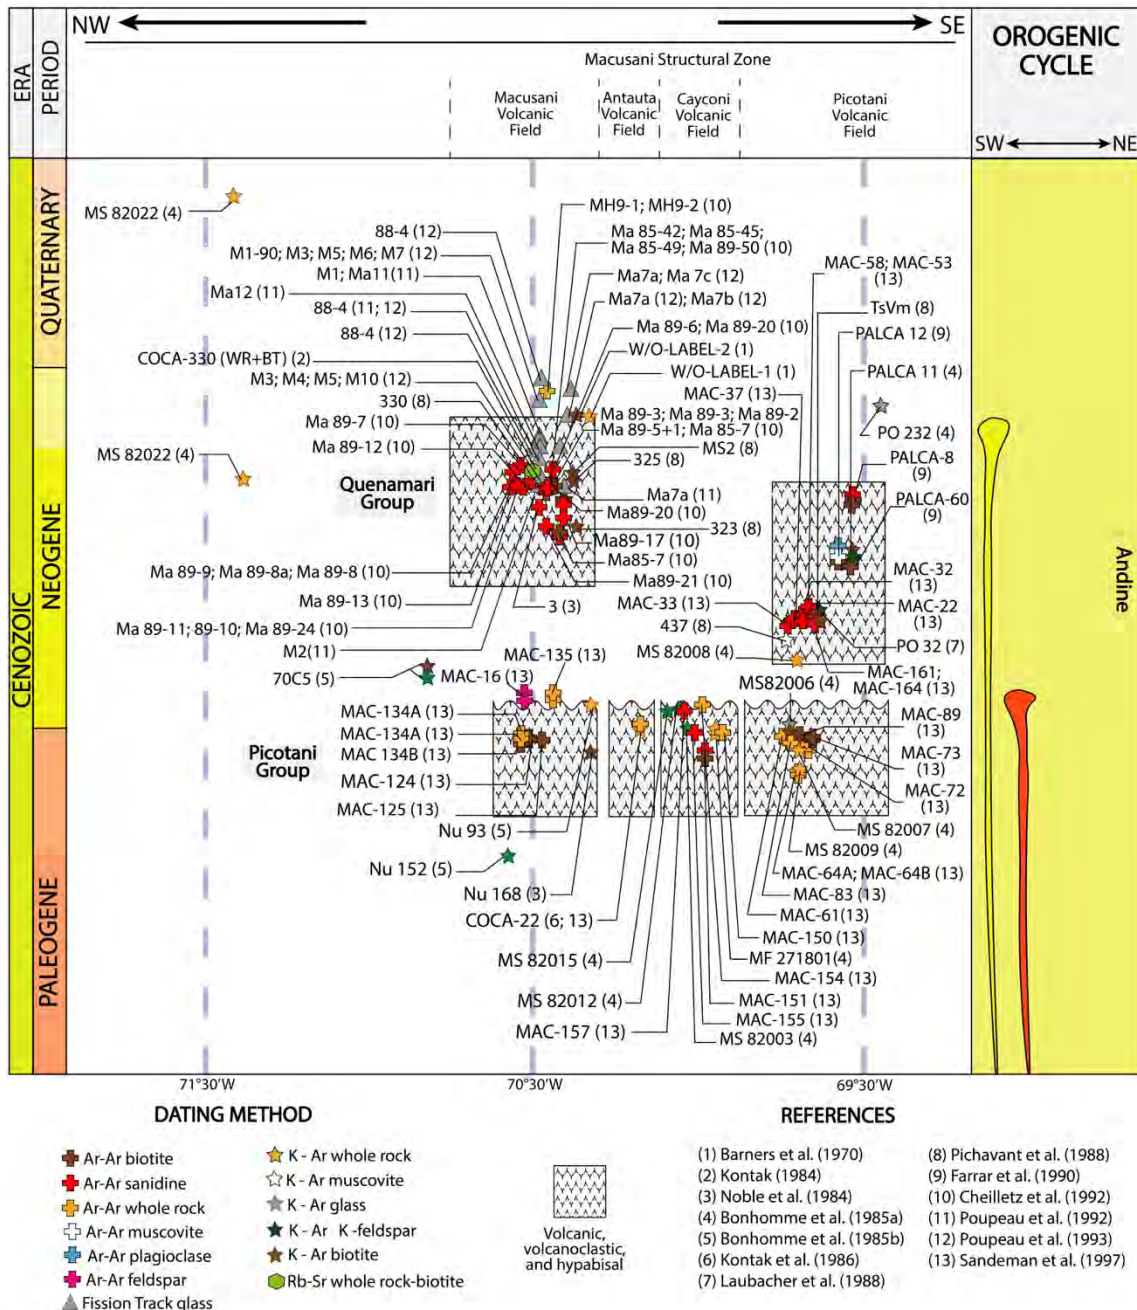 NW
SE
Macusani Structural Zone
Macusani
Volcanic
Field
Antauta
Volcanic
Field
Cayconi
Volcanic
Field
Picotani
Volcanic
Field
OROGENIC
CYCLE
SW
NE
ERA
PERIOD
CENOZOIC
QUATERNARY
NEOGENE
PALEOGENE
Andine
MS 82022 (4)
88-4 (12)
M1-90; M3; M5; M6; M7 (12)
M1; Ma11(11)
Ma12 (11)
88-4 (11; 12)
88-4 (12)
COCA-330 (WR+BT) (2)
M3; M4; M5; M10 (12)
330 (8)
Ma 89-7 (10)
Ma 89-12 (10)
MS 82022 (4)
Quenamari
Group
MH9-1; MH9-2 (10)
Ma 85-42; Ma 85-45;
Ma 85-49; Ma 89-50 (10)
Ma7a; Ma 7c (12)
Ma7a (12); Ma7b (12)
Ma 89-6; Ma 89-20 (10)
W/O-LABEL-2 (1)
W/O-LABEL-1 (1)
MAC-37 (13)
Ma 89-3; Ma 89-3; Ma 89-2
Ma 89-5+1; Ma 85-7 (10)
MS2 (8)
325 (8)
Ma7a (11)
Ma89-20 (10)
323 (8)
Ma89-17 (10)
Ma85-7 (10)
Ma89-21 (10)
MAC-58; MAC-53
(13)
TsVm (8)
PALCA 12 (9)
PALCA 11 (4)
PO 232 (4)
PALCA-8
(9)
PALCA-60
(9)
MAC-32
(13)
MAC-22
(13)
PO 32 (7)
MAC-161;
MAC-164 (13)
MAC-33 (13)
437 (8)
MS 82008 (4)
Ma 89-9; Ma 89-8a; Ma 89-8 (10)
Ma 89-13 (10)
3 (3)
Ma 89-11; 89-10; Ma 89-24 (10)
M2(11)
70C5 (5)
MAC-135 (13)
MAC-16 (13)
MS82006 (4)
MAC-134A (13)
MAC-134A (13)
MAC 134B (13)
MAC-124 (13)
MAC-125 (13)
Picotani
Group
MAC-89
(13)
MAC-73
(13)
MAC-72
(13)
MS 82007 (4)
MS 82009 (4)
MAC-64A; MAC-64B (13)
MAC-83 (13)
MAC-61(13)
MAC-150 (13)
MF 271801(4)
MAC-154 (13)
MAC-151 (13)
MAC-155 (13)
MS 82003 (4)
Nu 93 (5)
Nu 152 (5)
Nu 168 (3)
COCA-22 (6; 13)
MS 82015 (4)
MS 82012 (4)
MAC-157 (13)
71°30W
70°30'W
69°30'W
DATING METHOD
Ar-Ar biotite
Ar-Ar sanidine
Ar-Ar whole rock
Ar-Ar muscovite
Ar-Ar plagioclase
Ar-Ar feldspar
Fission Track glass
K - Ar whole rock
K - Ar muscovite
K - Ar glass
K - Ar K -feldspar
K - Ar biotite
Rb-Sr whole rock-biotite
Volcanic,
volcanoclastic,
and hypabisal
REFERENCES
(1) Barners et al. (1970)
(2) Kontak (1984)
(3) Noble et al. (1984)
(4) Bonhomme et al. (1985a)
(5) Bonhomme et al. (1985b)
(6) Kontak et al. (1986)
(7) Laubacher et al. (1988)
(8) Pichavant et al. (1988)
(9) Farrar et al. (1990)
(10) Cheilletz et al. (1992)
(11) Poupeau et al. (1992)
(12) Poupeau et al. (1993)
(13) Sandeman et al. (1997)